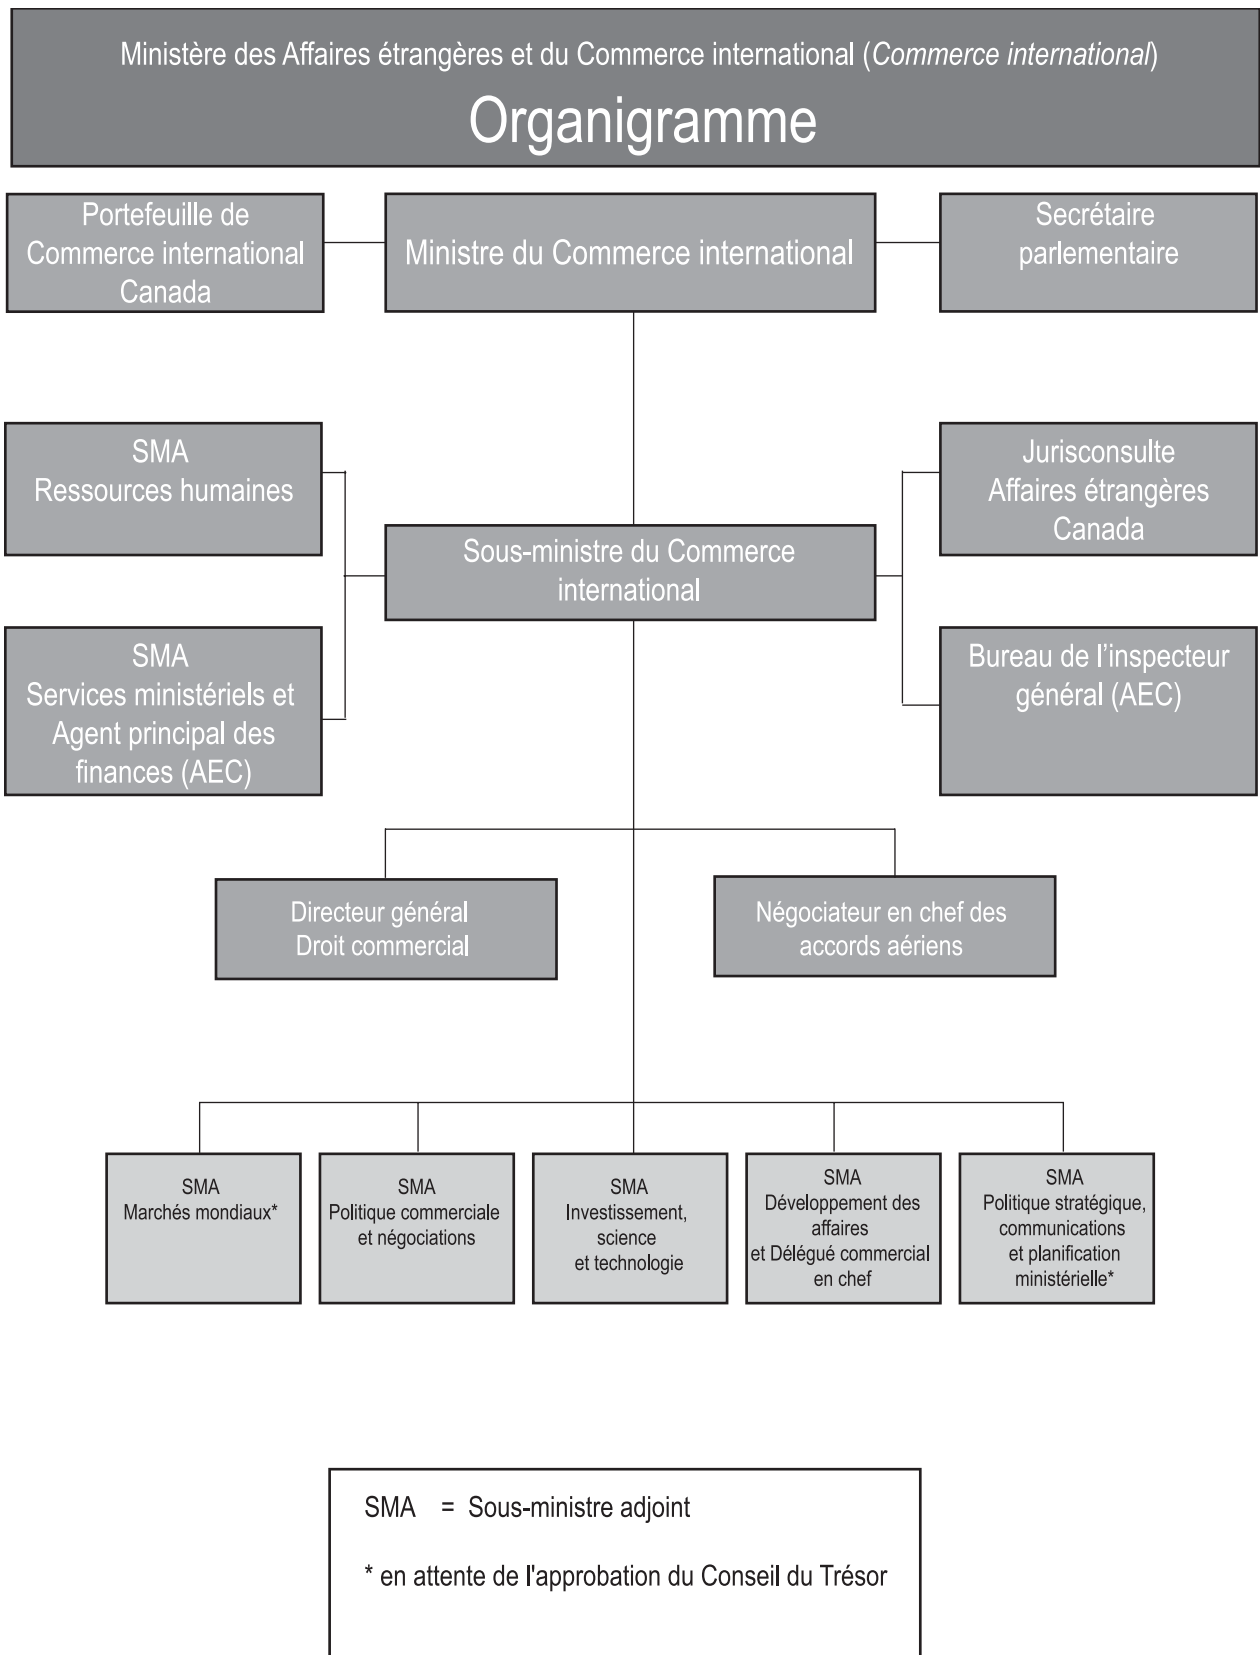 Ministère des Affaires étrangères et du Commerce international (Commerce international)
Organigramme
Portefeuille de
Commerce international
Canada
Ministre du Commerce international
Secrétaire
parlementaire
SMA
Ressources humaines
Jurisconsulte
Affaires étrangères
Canada
Sous-ministre du Commerce
international
SMA
Services ministériels et
Agent principal des
finances (AEC)
Bureau de l'inspecteur
général (AEC)
Directeur général
Droit commercial
Négociateur en chef des
accords aériens
SMA
Marchés mondiaux*
SMA
Politique commerciale
et négociations
SMA
Investissement,
science
et technologie
SMA
Développement des
affaires
et Délégué commercial
en chef
SMA
Politique stratégique,
communications
et planification
ministérielle*
SMA = Sous-ministre adjoint
* en attente de l'approbation du Conseil du Trésor